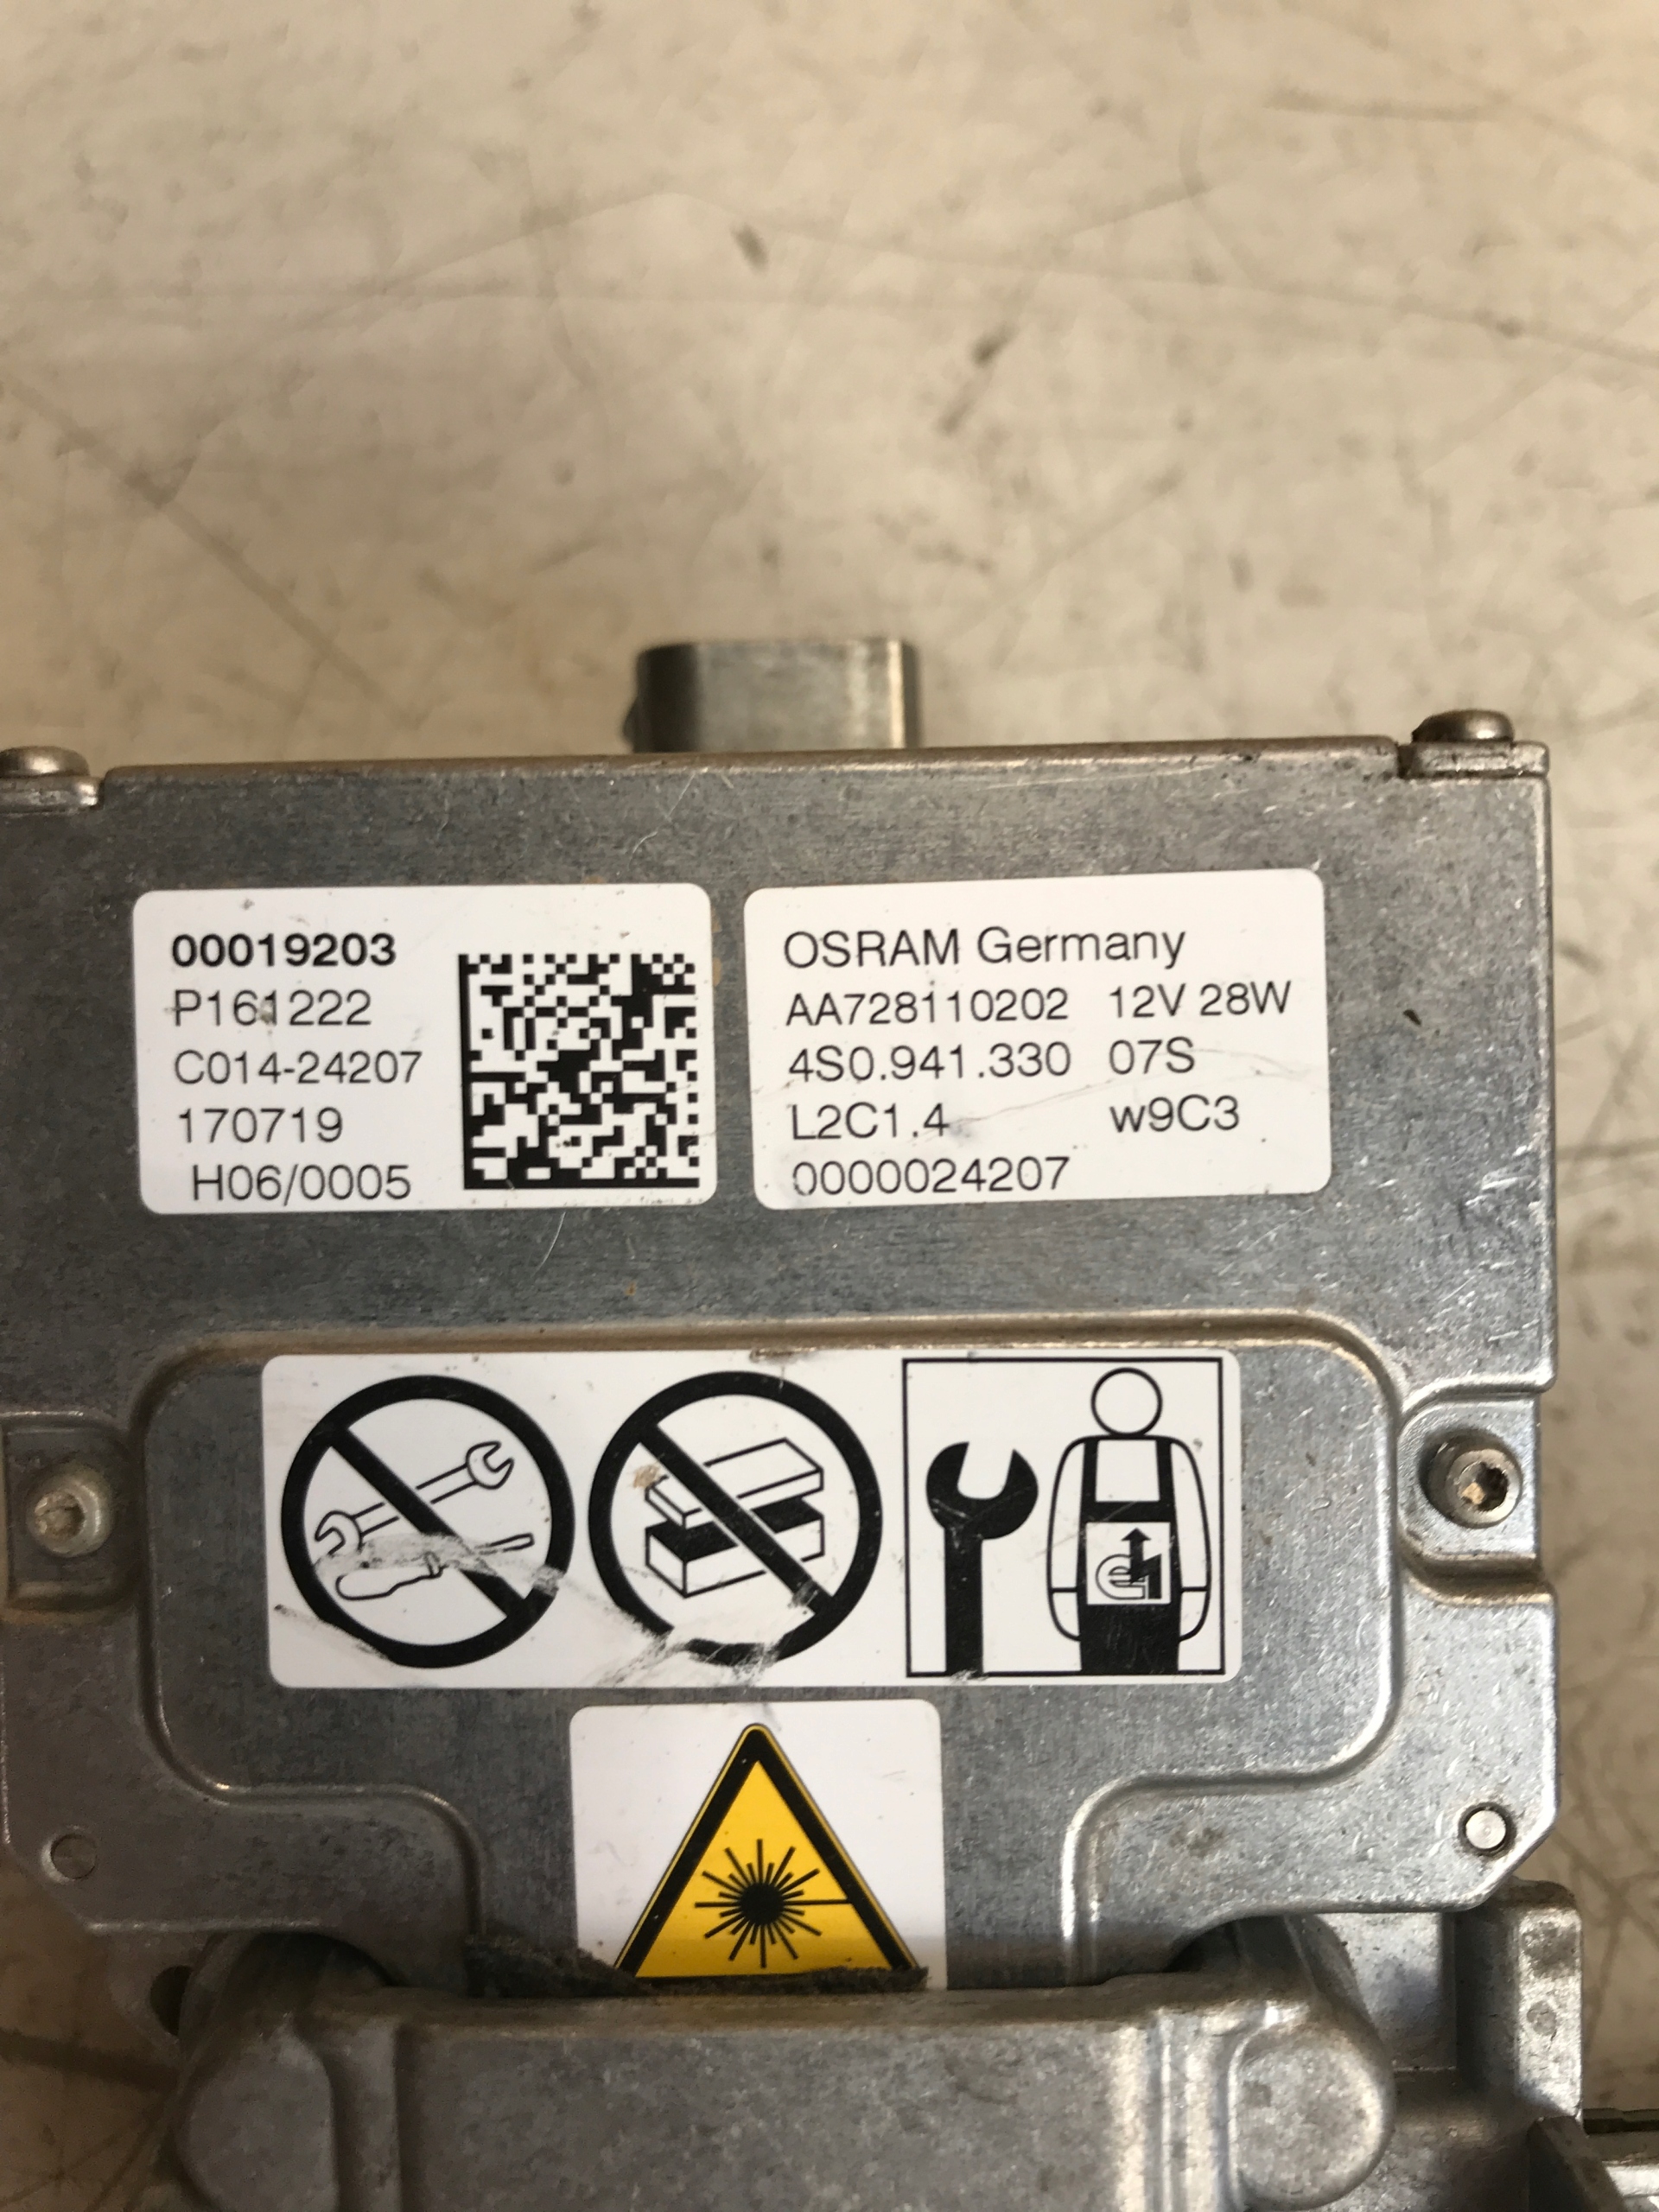 00019203
P161222
C014-24207
170719
H06/0005
OSRAM Germany
AA728110202 12V 28W
4S0.941.330 07S
L2C1.4 w9C3
0000024207